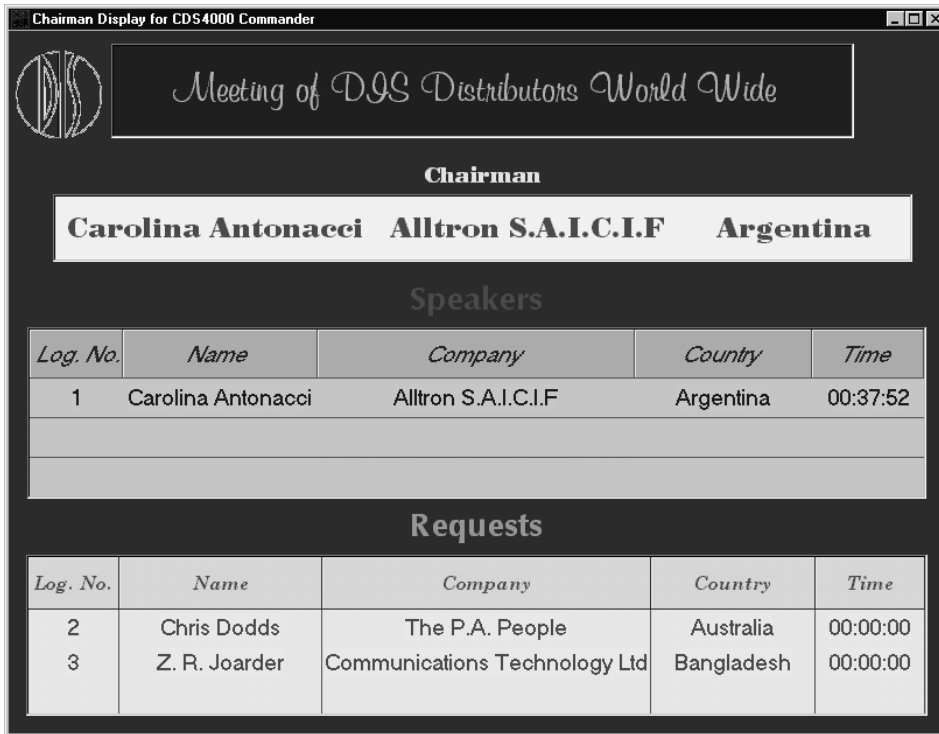 Chairman Display for CDS4000 Commander
DIS
Meeting of DIS Distributors World Wide
Chairman
Carolina Antonacci Alltron S.A.I.C.I.F Argentina
Speakers
Log. No. Name Company Country Time
1 Carolina Antonacci Alltron S.A.I.C.I.F Argentina 00:37:52
Requests
Log. No. Name Company Country Time
2 Chris Dodds The P.A. People Australia 00:00:00
3 Z. R. Joarder Communications Technology Ltd Bangladesh 00:00:00